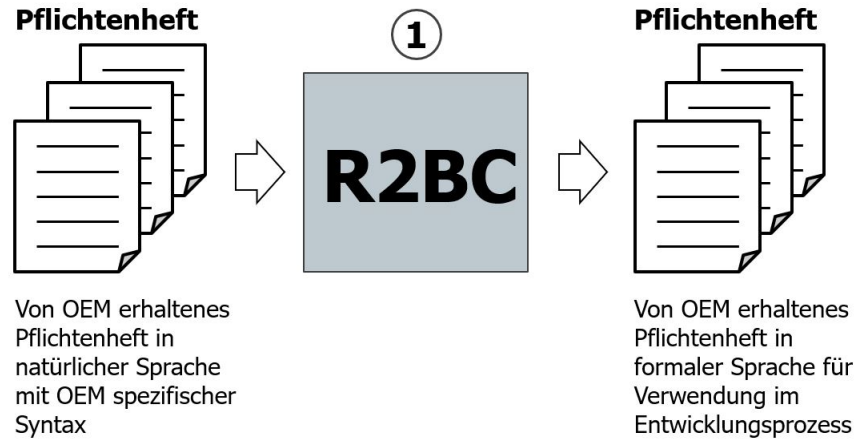 Pflichtenheft
Von OEM erhaltenes
Pflichtenheft in
natürlicher Sprache
mit OEM spezifischer
Syntax
1
R2BC
Pflichtenheft
Von OEM erhaltenes
Pflichtenheft in
formaler Sprache für
Verwendung im
Entwicklungsprozess